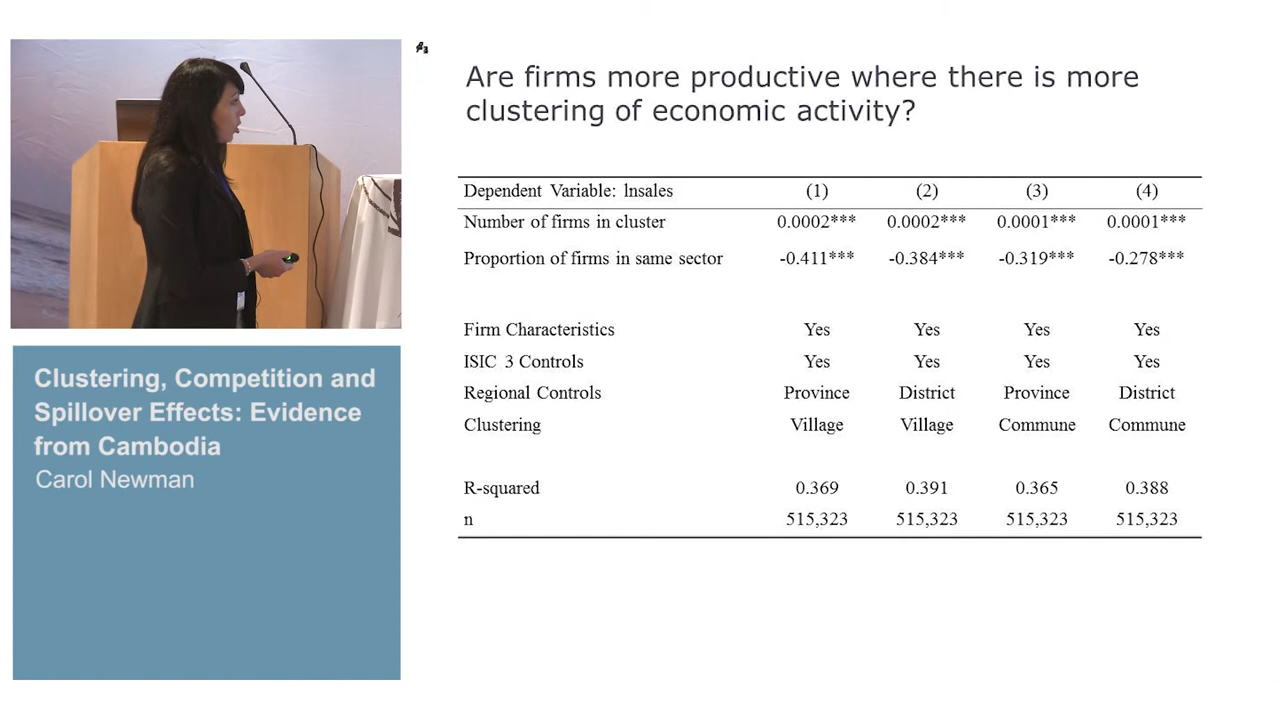 Are firms more productive where there is more
clustering of economic activity?
Dependent Variable: lnsales (1) (2) (3) (4)
Number of firms in cluster 0.0002*** 0.0002*** 0.0001*** 0.0001***
Proportion of firms in same sector -0.411*** -0.384*** -0.319*** -0.278***
Firm Characteristics Yes Yes Yes Yes
ISIC 3 Controls Yes Yes Yes Yes
Regional Controls Province District Province District
Clustering Village Village Commune Commune
R-squared 0.369 0.391 0.365 0.388
n 515,323 515,323 515,323 515,323
Clustering, Competition and
Spillover Effects: Evidence
from Cambodia
Carol Newman